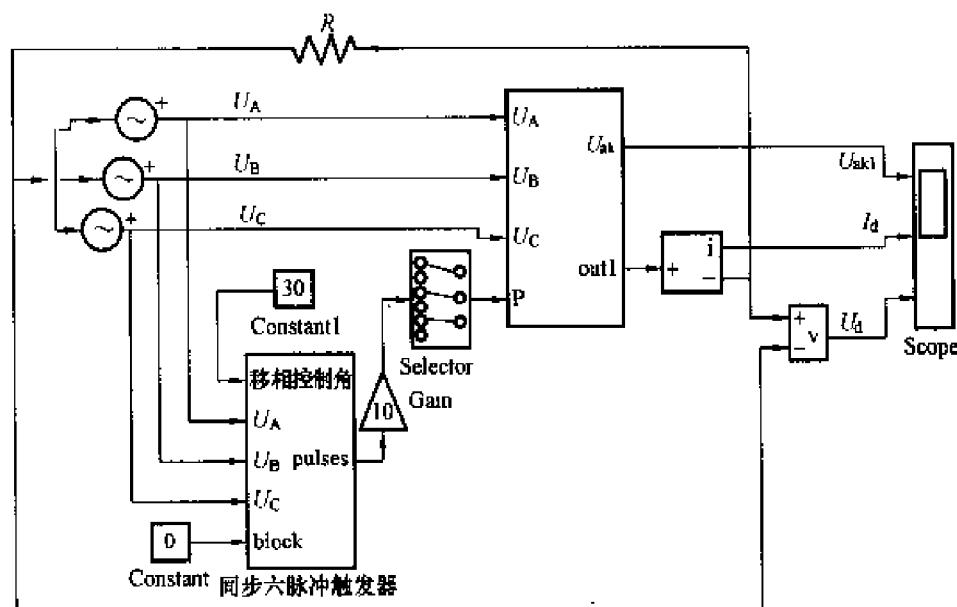 R
U_A
U_B
U_C
U_A
U_B
U_C
P
U_ak
out1
U_ak1
I_d
U_d
Scope
+
+
+
+
i
−
+
−
v
30
Constant1
Selector
Gain
10
移相控制角
U_A
U_B
U_C
block
pulses
0
Constant
同步六脉冲触发器